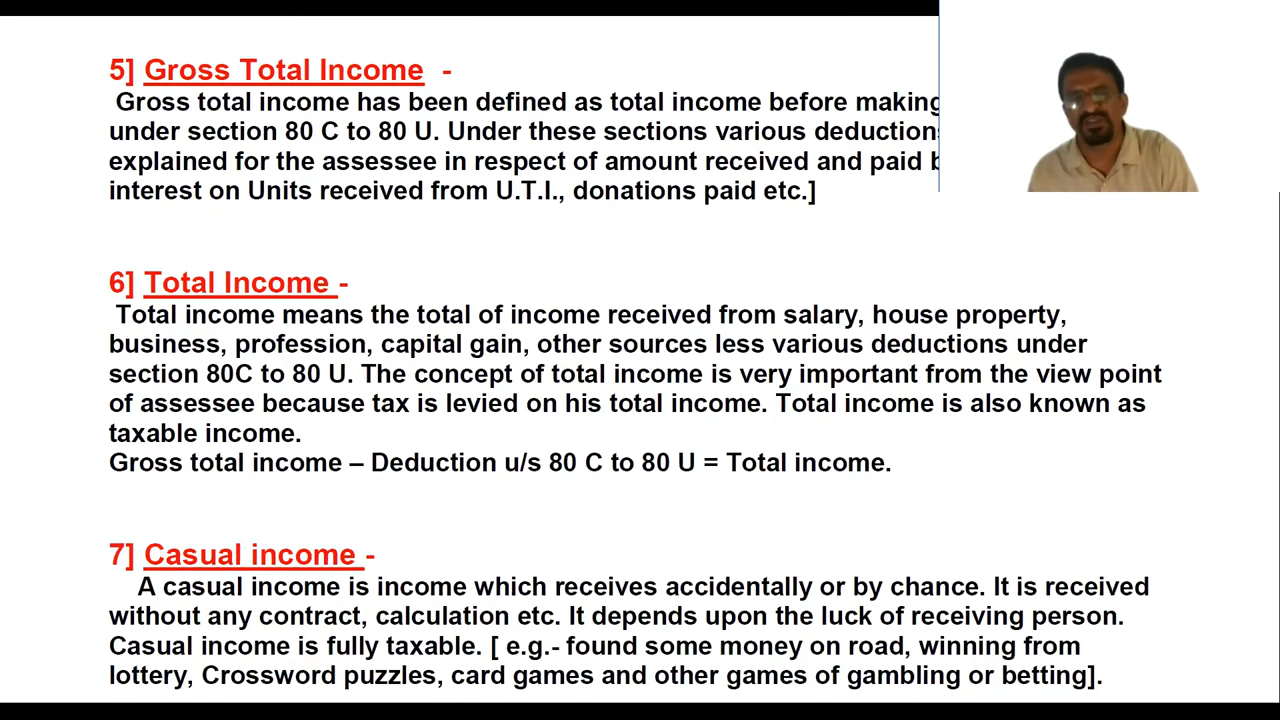 5] Gross Total Income -
Gross total income has been defined as total income before making
under section 80 C to 80 U. Under these sections various deductions
explained for the assessee in respect of amount received and paid
interest on Units received from U.T.I., donations paid etc.]
6] Total Income -
Total income means the total of income received from salary, house property,
business, profession, capital gain, other sources less various deductions under
section 80C to 80 U. The concept of total income is very important from the view point
of assessee because tax is levied on his total income. Total income is also known as
taxable income.
Gross total income – Deduction u/s 80 C to 80 U = Total income.
7] Casual income -
A casual income is income which receives accidentally or by chance. It is received
without any contract, calculation etc. It depends upon the luck of receiving person.
Casual income is fully taxable. [ e.g.- found some money on road, winning from
lottery, Crossword puzzles, card games and other games of gambling or betting].